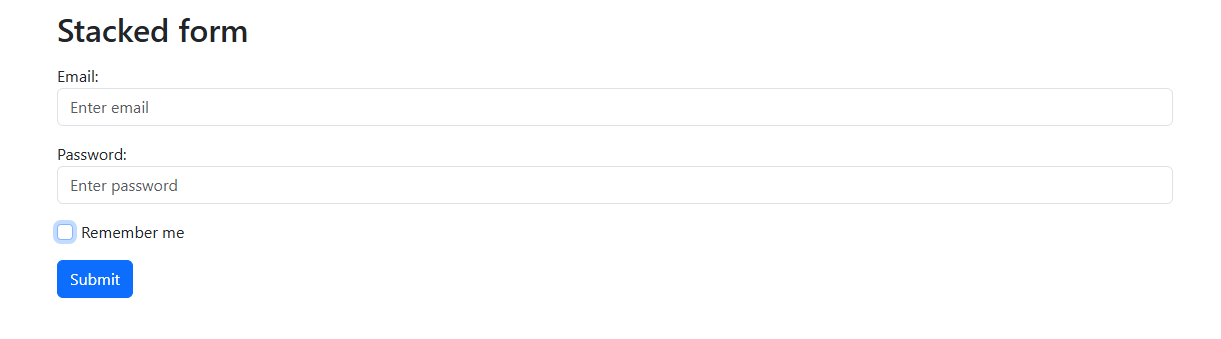 Stacked form
Email:
Enter email
Password:
Enter password
Remember me
Submit